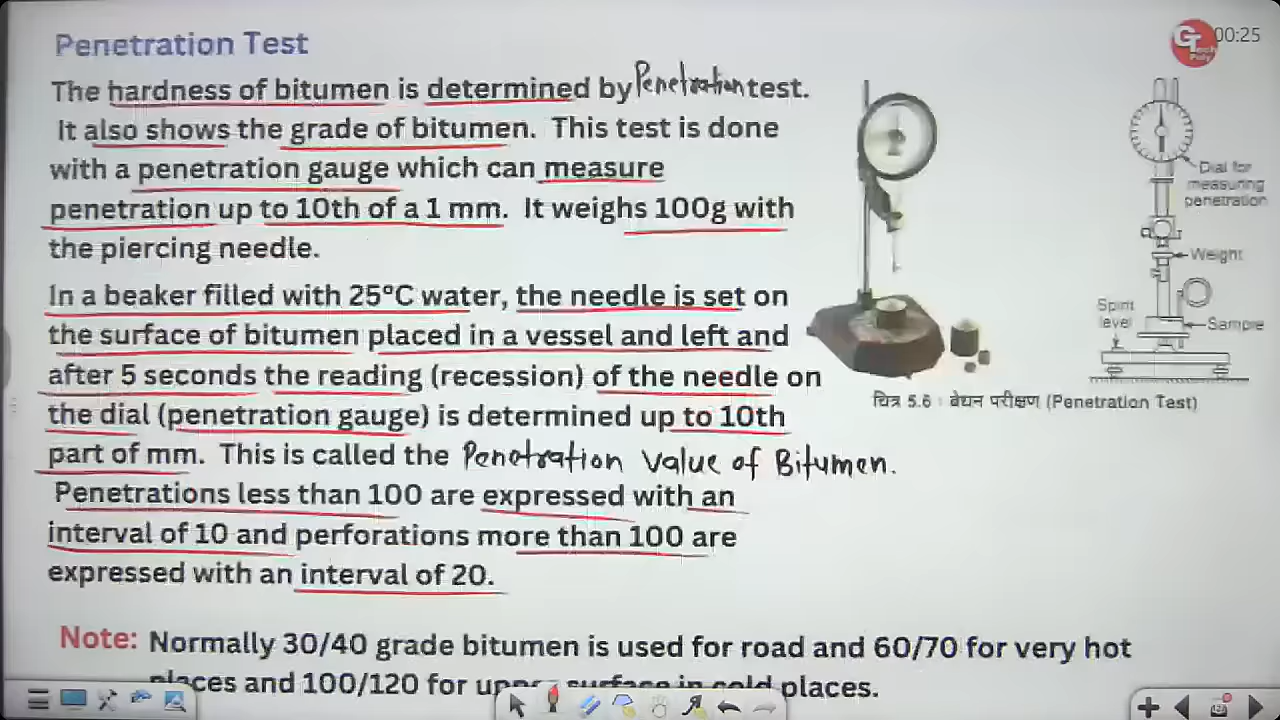 Penetration Test
00:25
GTech Poly
The hardness of bitumen is determined by Penetration test.
It also shows the grade of bitumen. This test is done
with a penetration gauge which can measure
penetration up to 10th of a 1 mm. It weighs 100g with
the piercing needle.
In a beaker filled with 25°C water, the needle is set on
the surface of bitumen placed in a vessel and left and
after 5 seconds the reading (recession) of the needle on
the dial (penetration gauge) is determined up to 10th
part of mm. This is called the Penetration Value of Bitumen.
Penetrations less than 100 are expressed with an
interval of 10 and perforations more than 100 are
expressed with an interval of 20.
Dial for
measuring
penetration
Weight
Spirit
level
Sample
चित्र 5.6 : बेधन परीक्षण (Penetration Test)
Note: Normally 30/40 grade bitumen is used for road and 60/70 for very hot
places and 100/120 for upper surface in cold places.